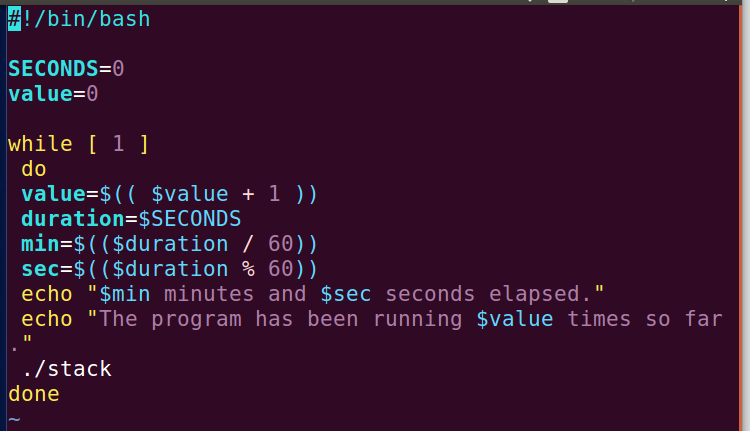 #!/bin/bash

SECONDS=0
value=0

while [ 1 ]
 do
 value=$(( $value + 1 ))
 duration=$SECONDS
 min=$(($duration / 60))
 sec=$(($duration % 60))
 echo "$min minutes and $sec seconds elapsed."
 echo "The program has been running $value times so far
."
 ./stack
done
~